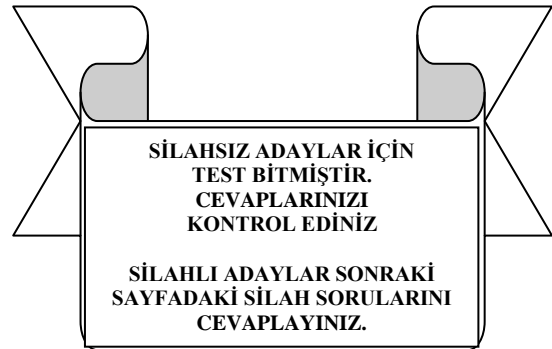 SİLAHSIZ ADAYLAR İÇİN
TEST BİTMİŞTİR.
CEVAPLARINIZI
KONTROL EDİNİZ
SİLAHLI ADAYLAR SONRAKİ
SAYFADAKİ SİLAH SORULARINI
CEVAPLAYINIZ.